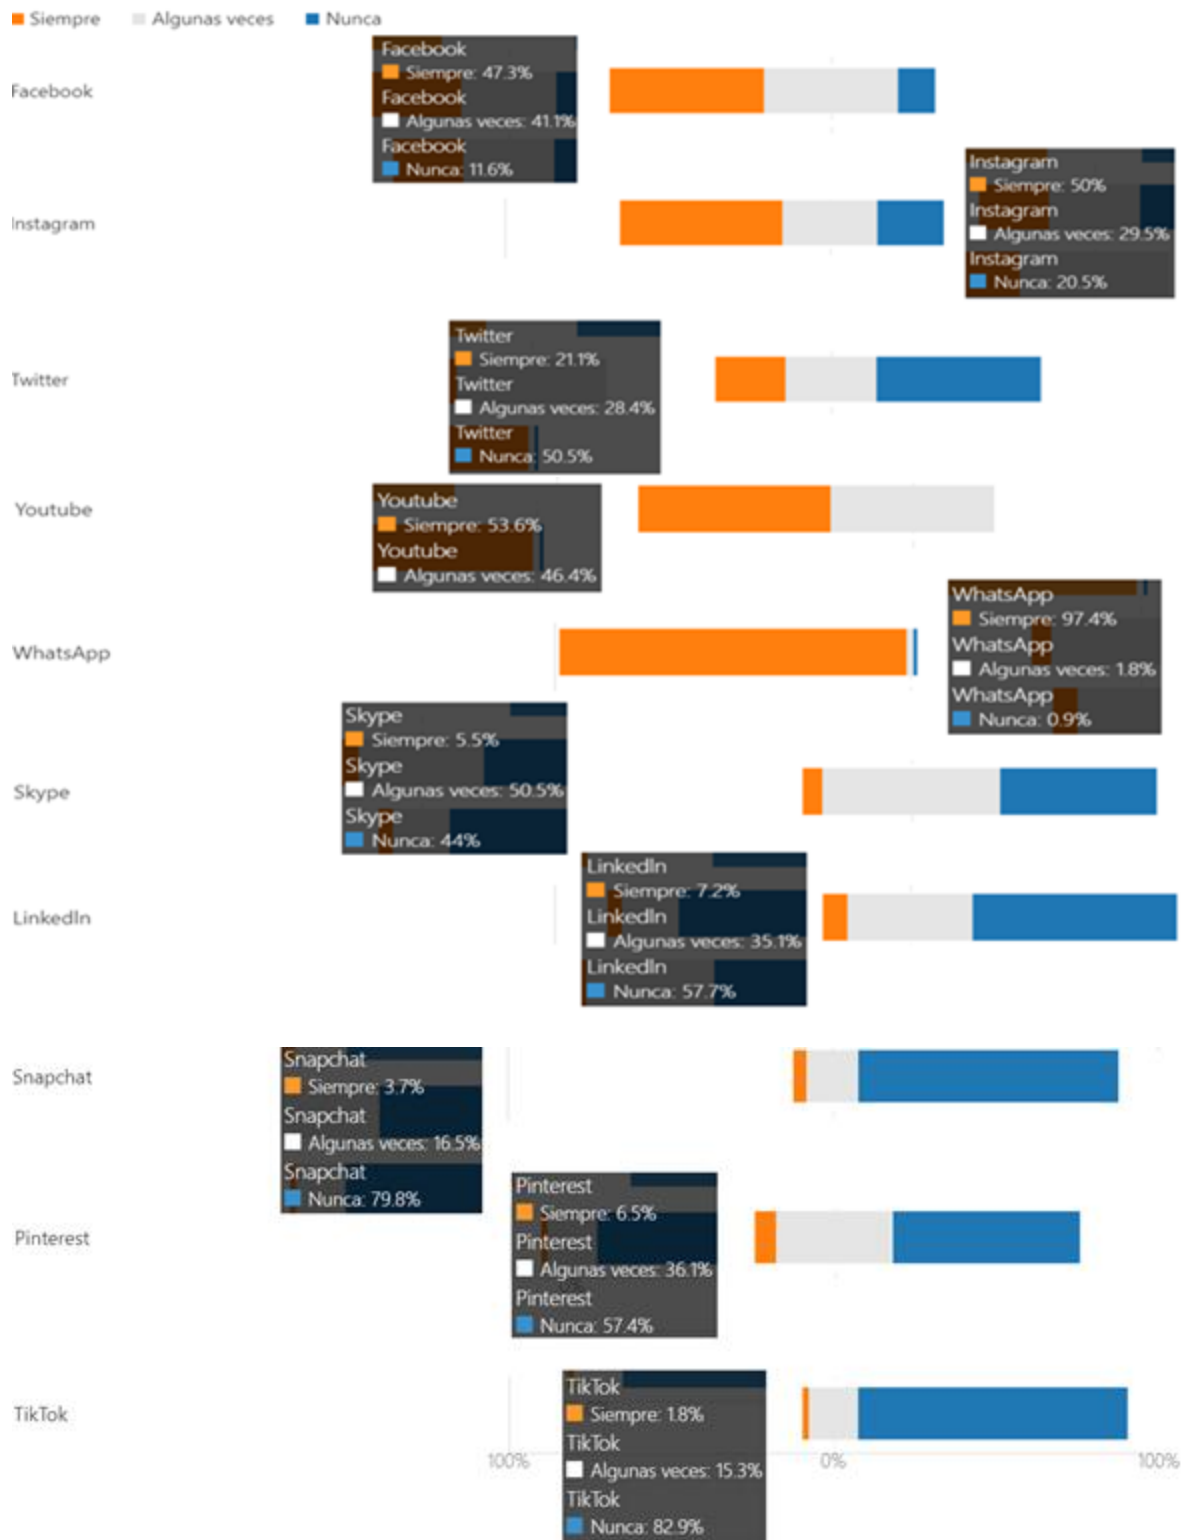 Siempre Algunas veces Nunca
Facebook
Facebook
Siempre: 47.3%
Facebook
Algunas veces: 41.1%
Facebook
Nunca: 11.6%
Instagram
Instagram
Siempre: 50%
Instagram
Algunas veces: 29.5%
Instagram
Nunca: 20.5%
Twitter
Twitter
Siempre: 21.1%
Twitter
Algunas veces: 28.4%
Twitter
Nunca: 50.5%
Youtube
Youtube
Siempre: 53.6%
Youtube
Algunas veces: 46.4%
WhatsApp
WhatsApp
Siempre: 97.4%
WhatsApp
Algunas veces: 1.8%
WhatsApp
Nunca: 0.9%
Skype
Skype
Siempre: 5.5%
Skype
Algunas veces: 50.5%
Skype
Nunca: 44%
LinkedIn
LinkedIn
Siempre: 7.2%
LinkedIn
Algunas veces: 35.1%
LinkedIn
Nunca: 57.7%
Snapchat
Snapchat
Siempre: 3.7%
Snapchat
Algunas veces: 16.5%
Snapchat
Nunca: 79.8%
Pinterest
Pinterest
Siempre: 6.5%
Pinterest
Algunas veces: 36.1%
Pinterest
Nunca: 57.4%
TikTok
TikTok
Siempre: 1.8%
TikTok
Algunas veces: 15.3%
TikTok
Nunca: 82.9%
100% 0% 100%